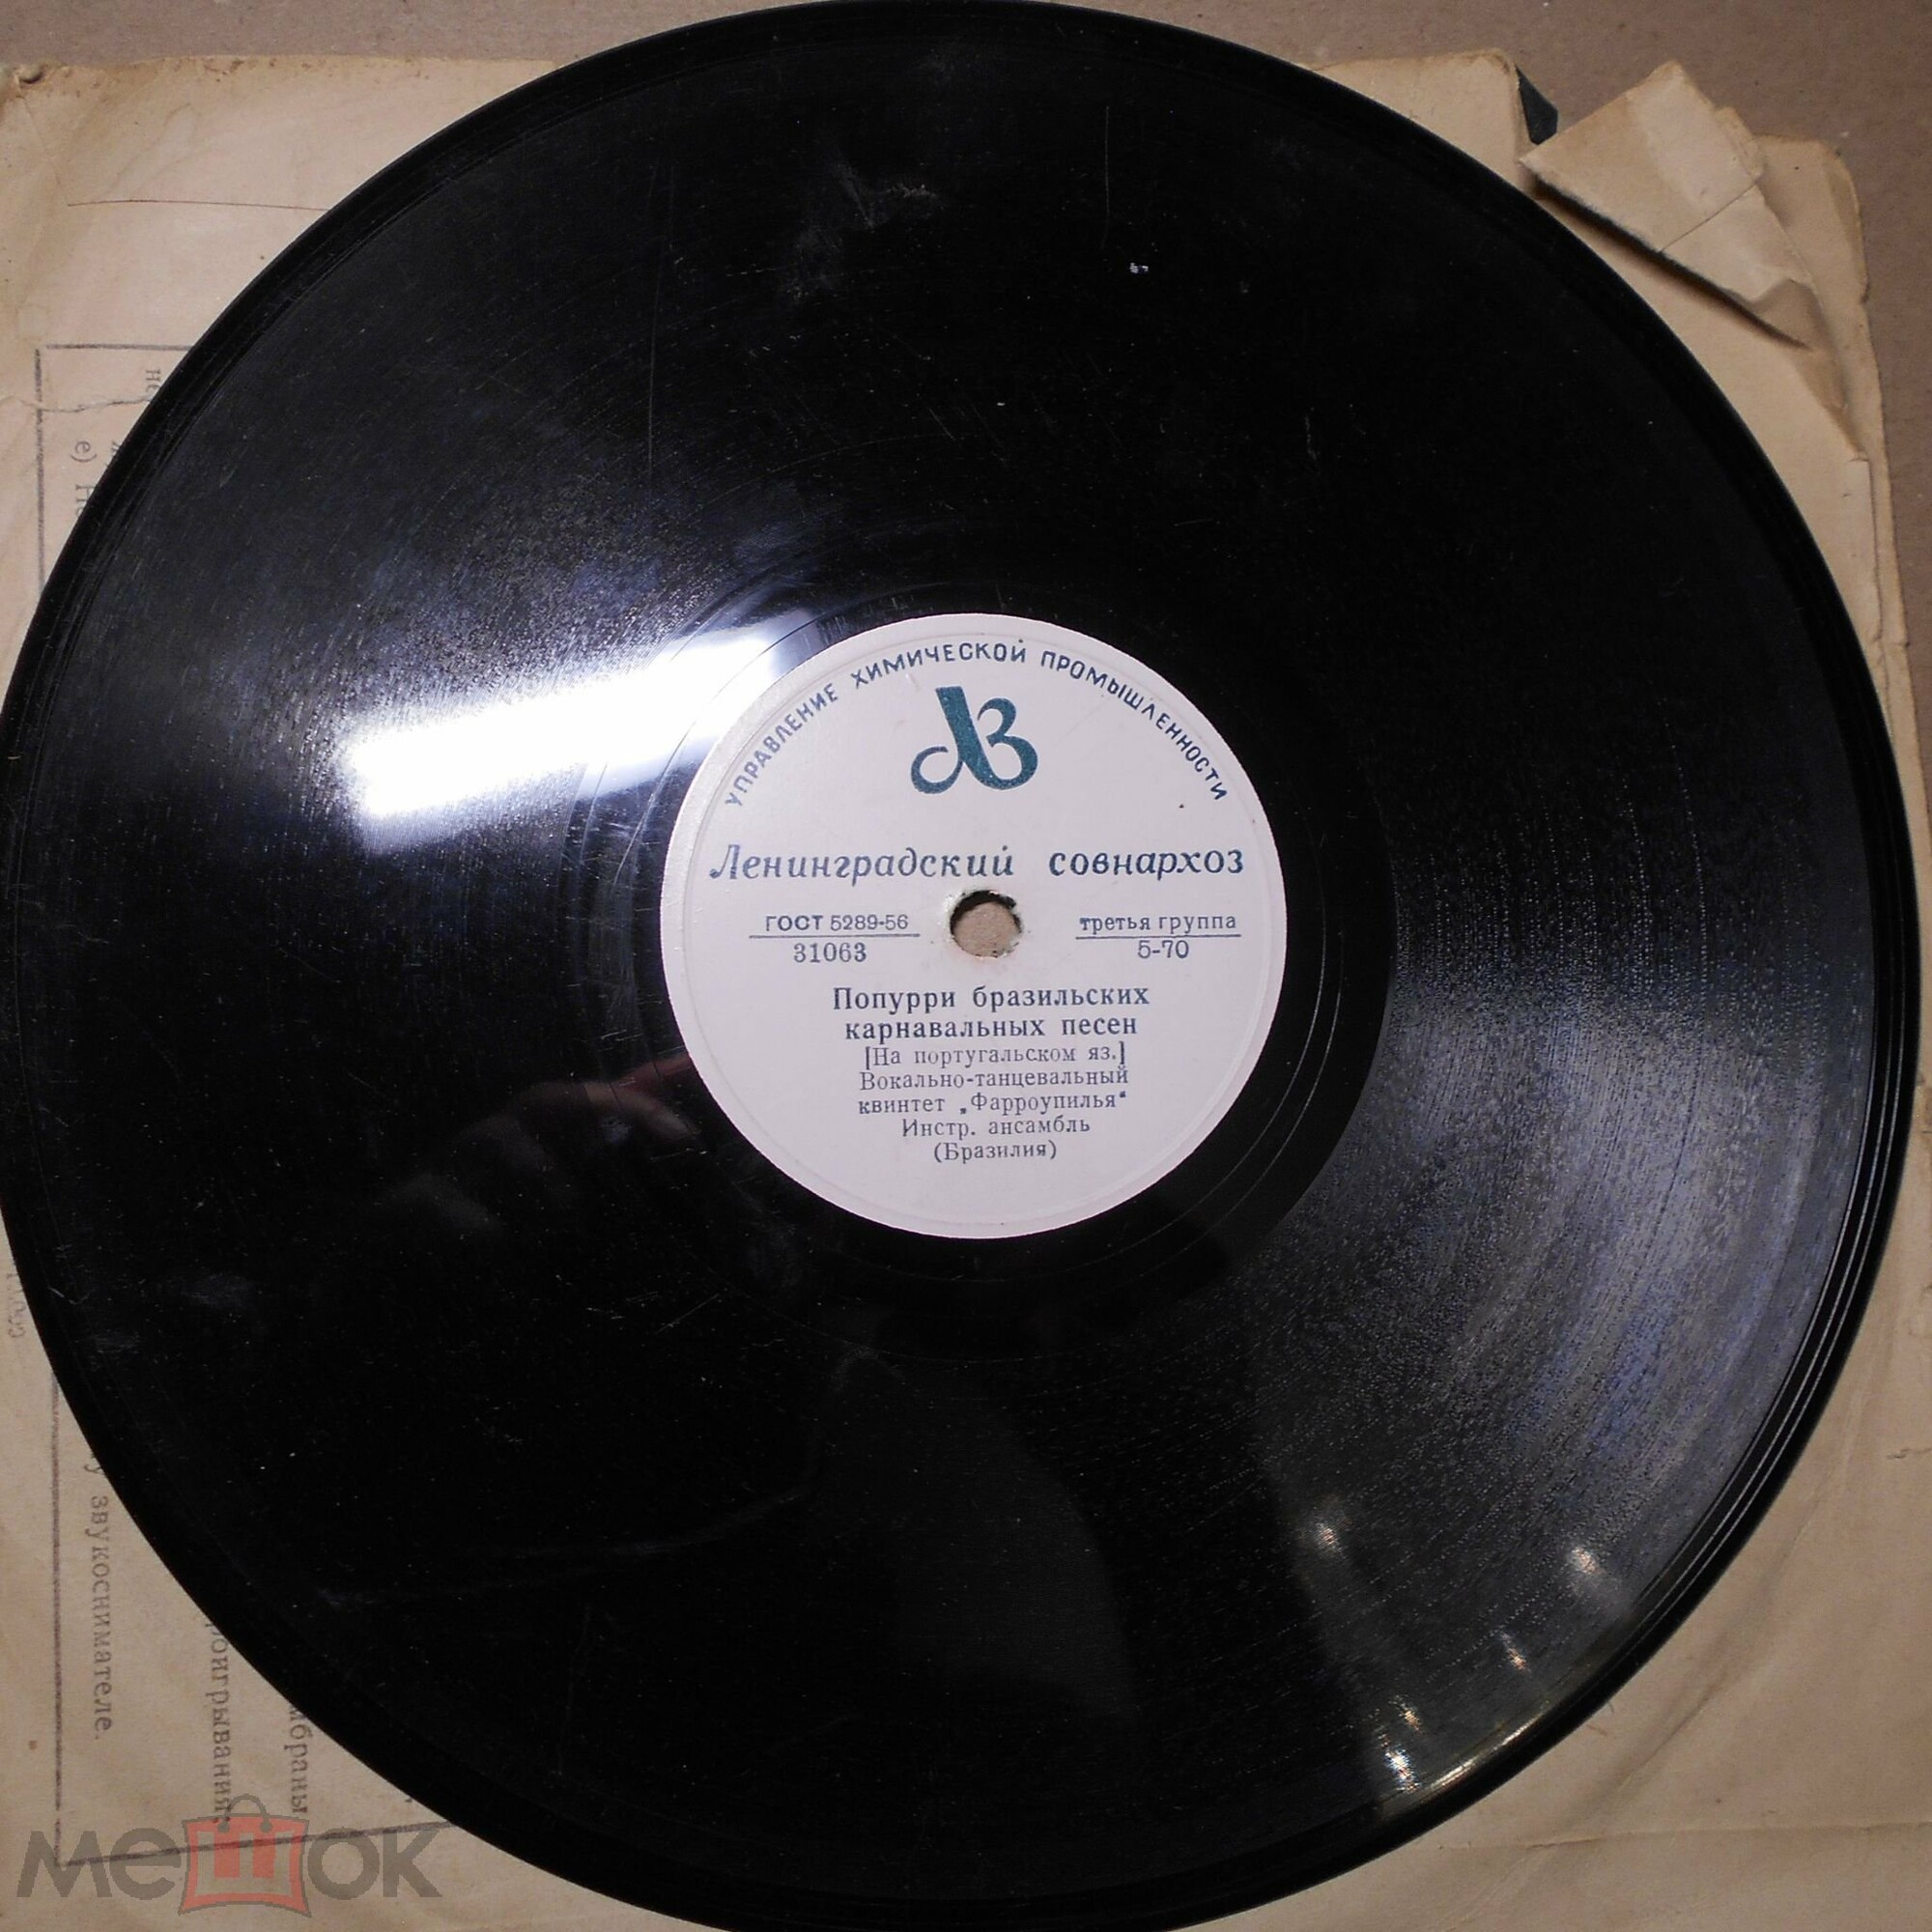 УПРАВЛЕНИЕ ХИМИЧЕСКОЙ ПРОМЫШЛЕННОСТИ
ЛЗ
Ленинградский совнархоз
ГОСТ 5289-56
31063
третья группа
5-70
Попурри бразильских
карнавальных песен
[На португальском яз.]
Вокально-танцевальный
квинтет „Фарроупилья“
Инстр. ансамбль
(Бразилия)
е)
звукоснимателе.
мешок